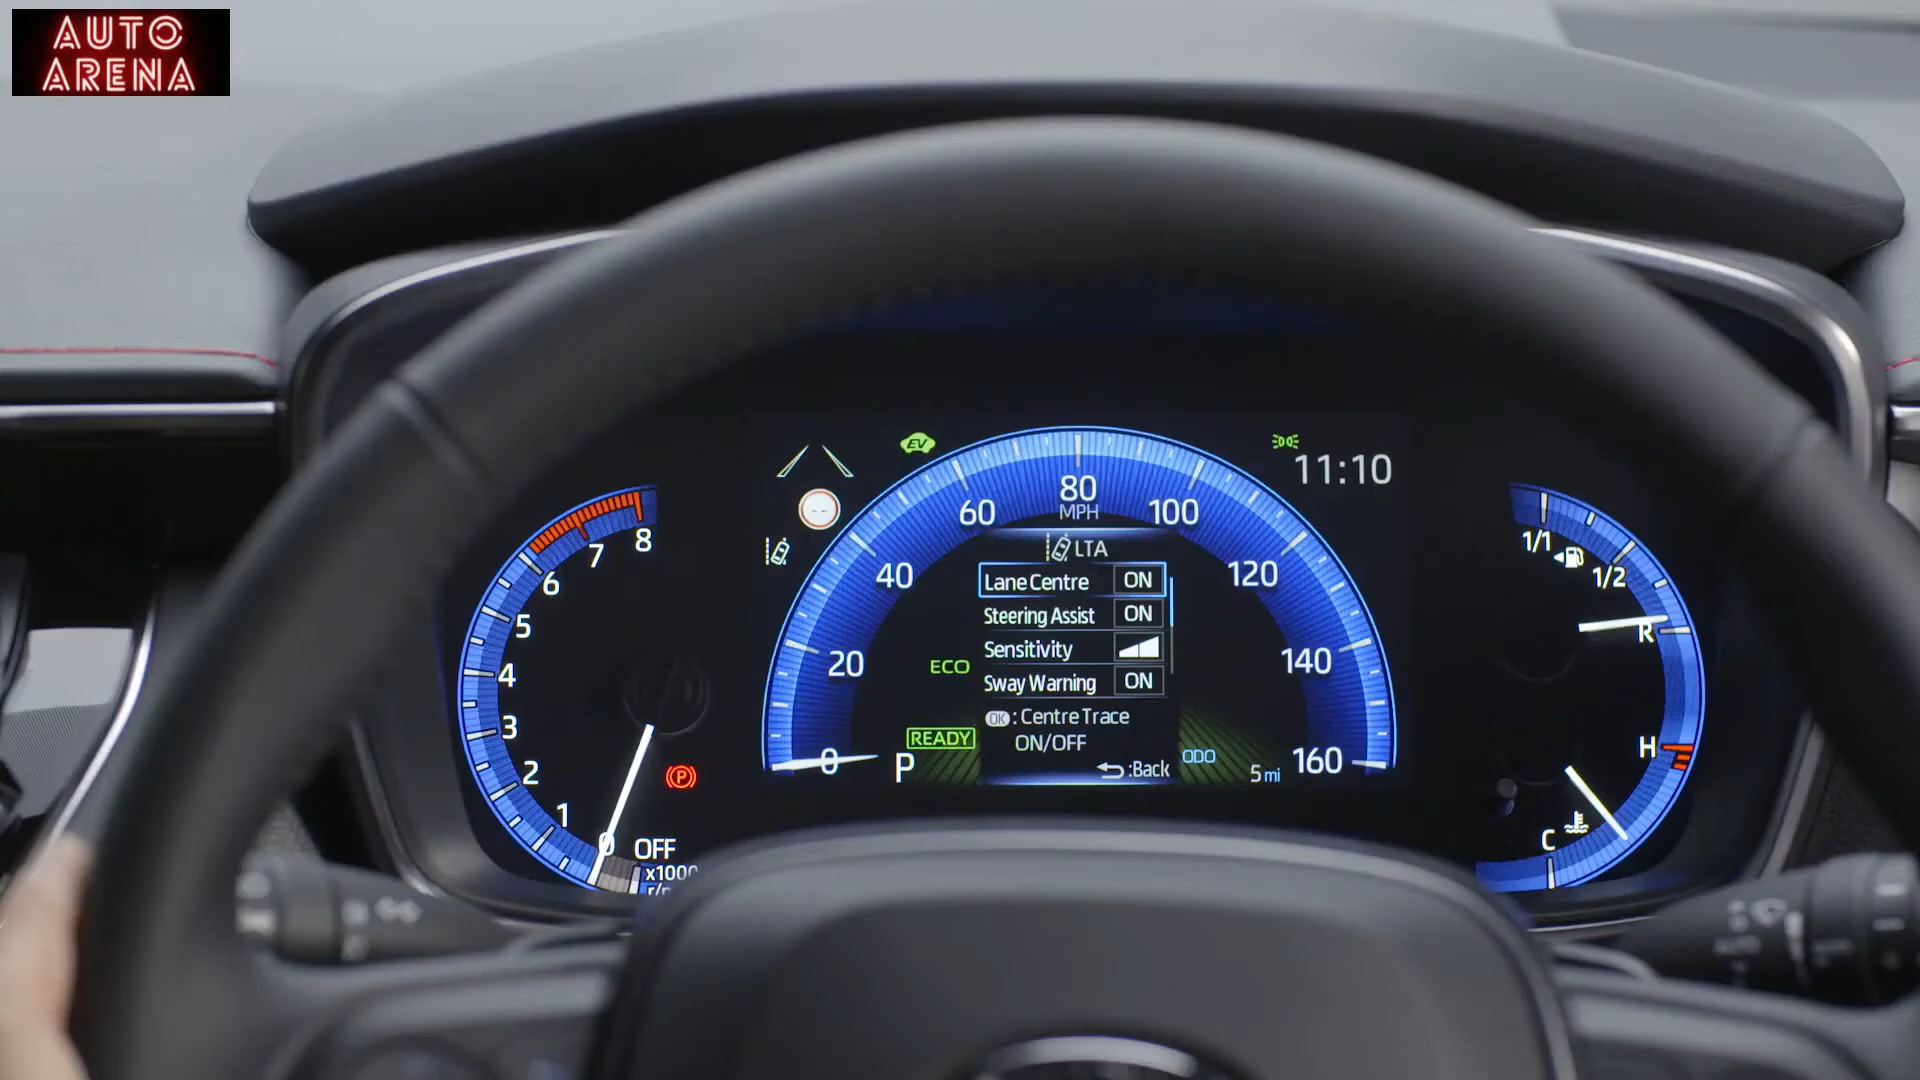 AUTO
ARENA
EV
11:10
80
MPH
60
100
40
120
20
140
0
160
--
LTA
Lane Centre ON
Steering Assist ON
Sensitivity
Sway Warning ON
OK : Centre Trace
ON/OFF
:Back
ECO
READY
P
ODO
5 mi
8
7
6
5
4
3
2
1
0
OFF
x1000
P
1/1
1/2
R
H
C